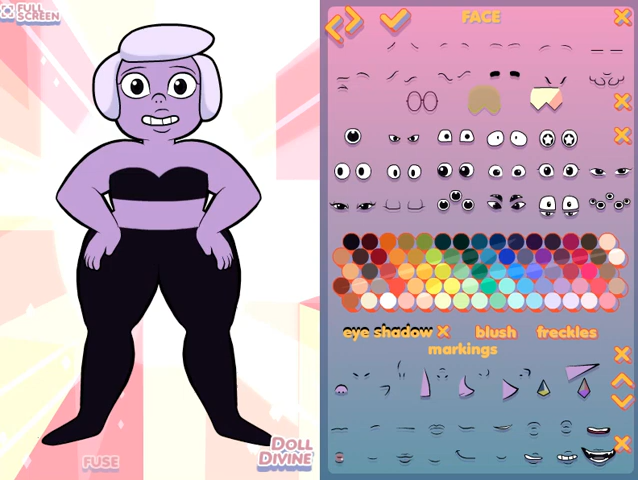 FULL
SCREEN
FUSE
DOLL
DIVINE
FACE
eye shadow
blush
freckles
markings